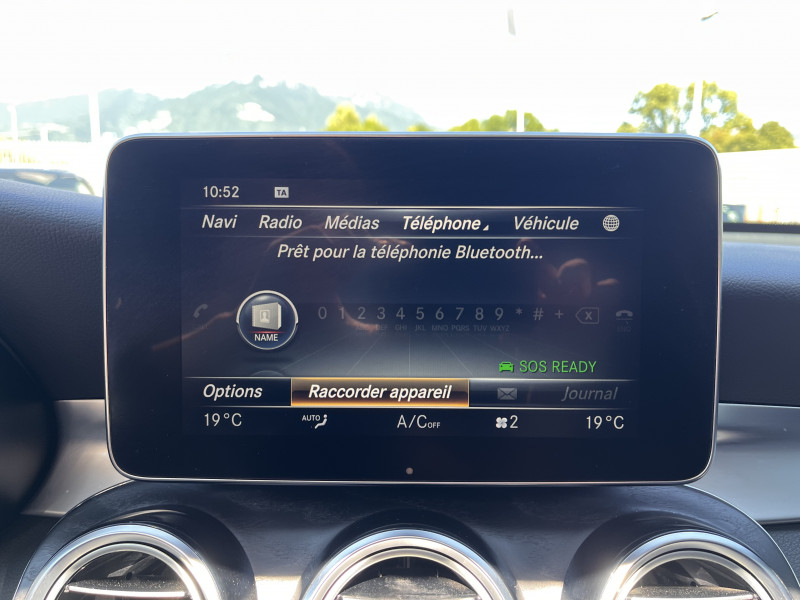 10:52 TA
Navi Radio Médias Téléphone Véhicule
Prêt pour la téléphonie Bluetooth...
0 1 2 3 4 5 6 7 8 9 * # +
NAME
SOS READY
Options Raccorder appareil Journal
19°C AUTO A/C OFF 2 19°C